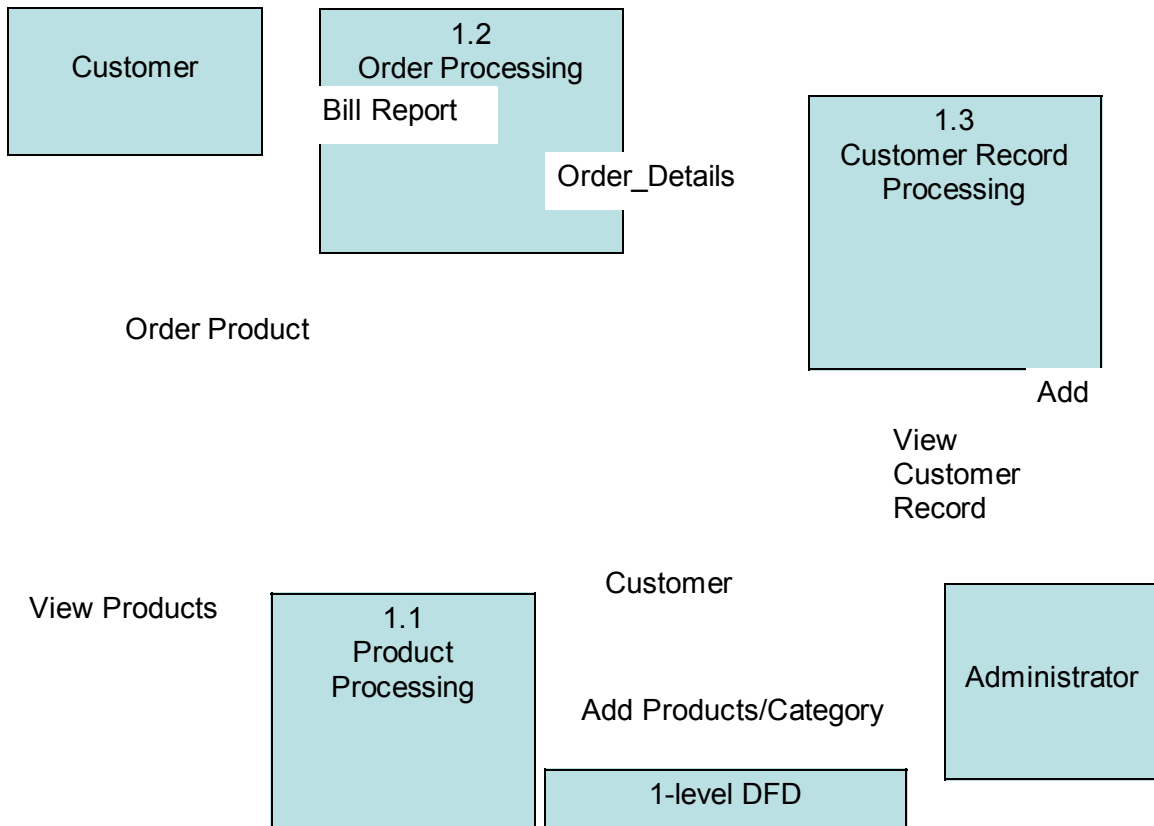 Customer
1.2
Order Processing
Bill Report
Order_Details
1.3
Customer Record
Processing
Order Product
Add
View
Customer
Record
View Products
1.1
Product
Processing
Customer
Add Products/Category
Administrator
1-level DFD